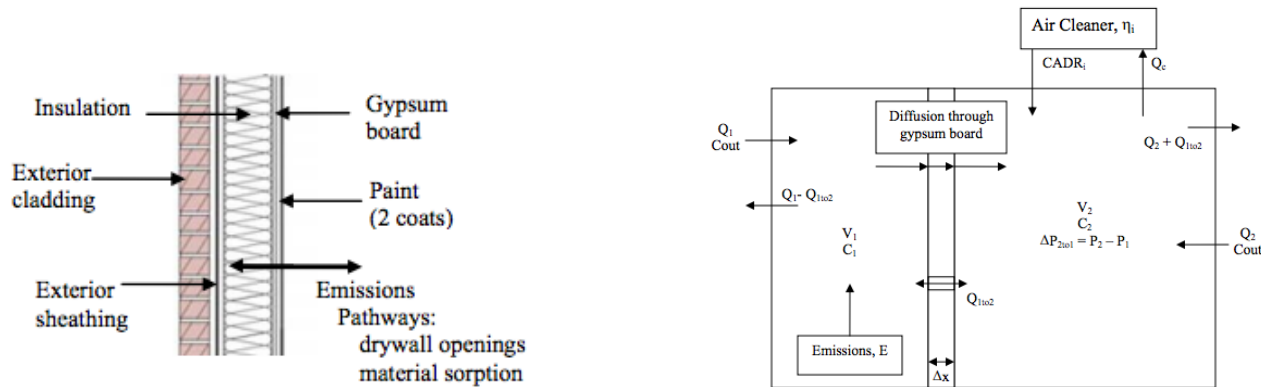 Insulation
Gypsum
board
Exterior
cladding
Paint
(2 coats)
Exterior
sheathing
Emissions
Pathways:
drywall openings
material sorption
Air Cleaner, ηi
CADRi
Qc
Diffusion through
gypsum board
Q1
Cout
Q2 + Q1to2
Q1- Q1to2
V1
C1
V2
C2
ΔP2to1 = P2 – P1
Q2
Cout
Q1to2
Emissions, E
Δx